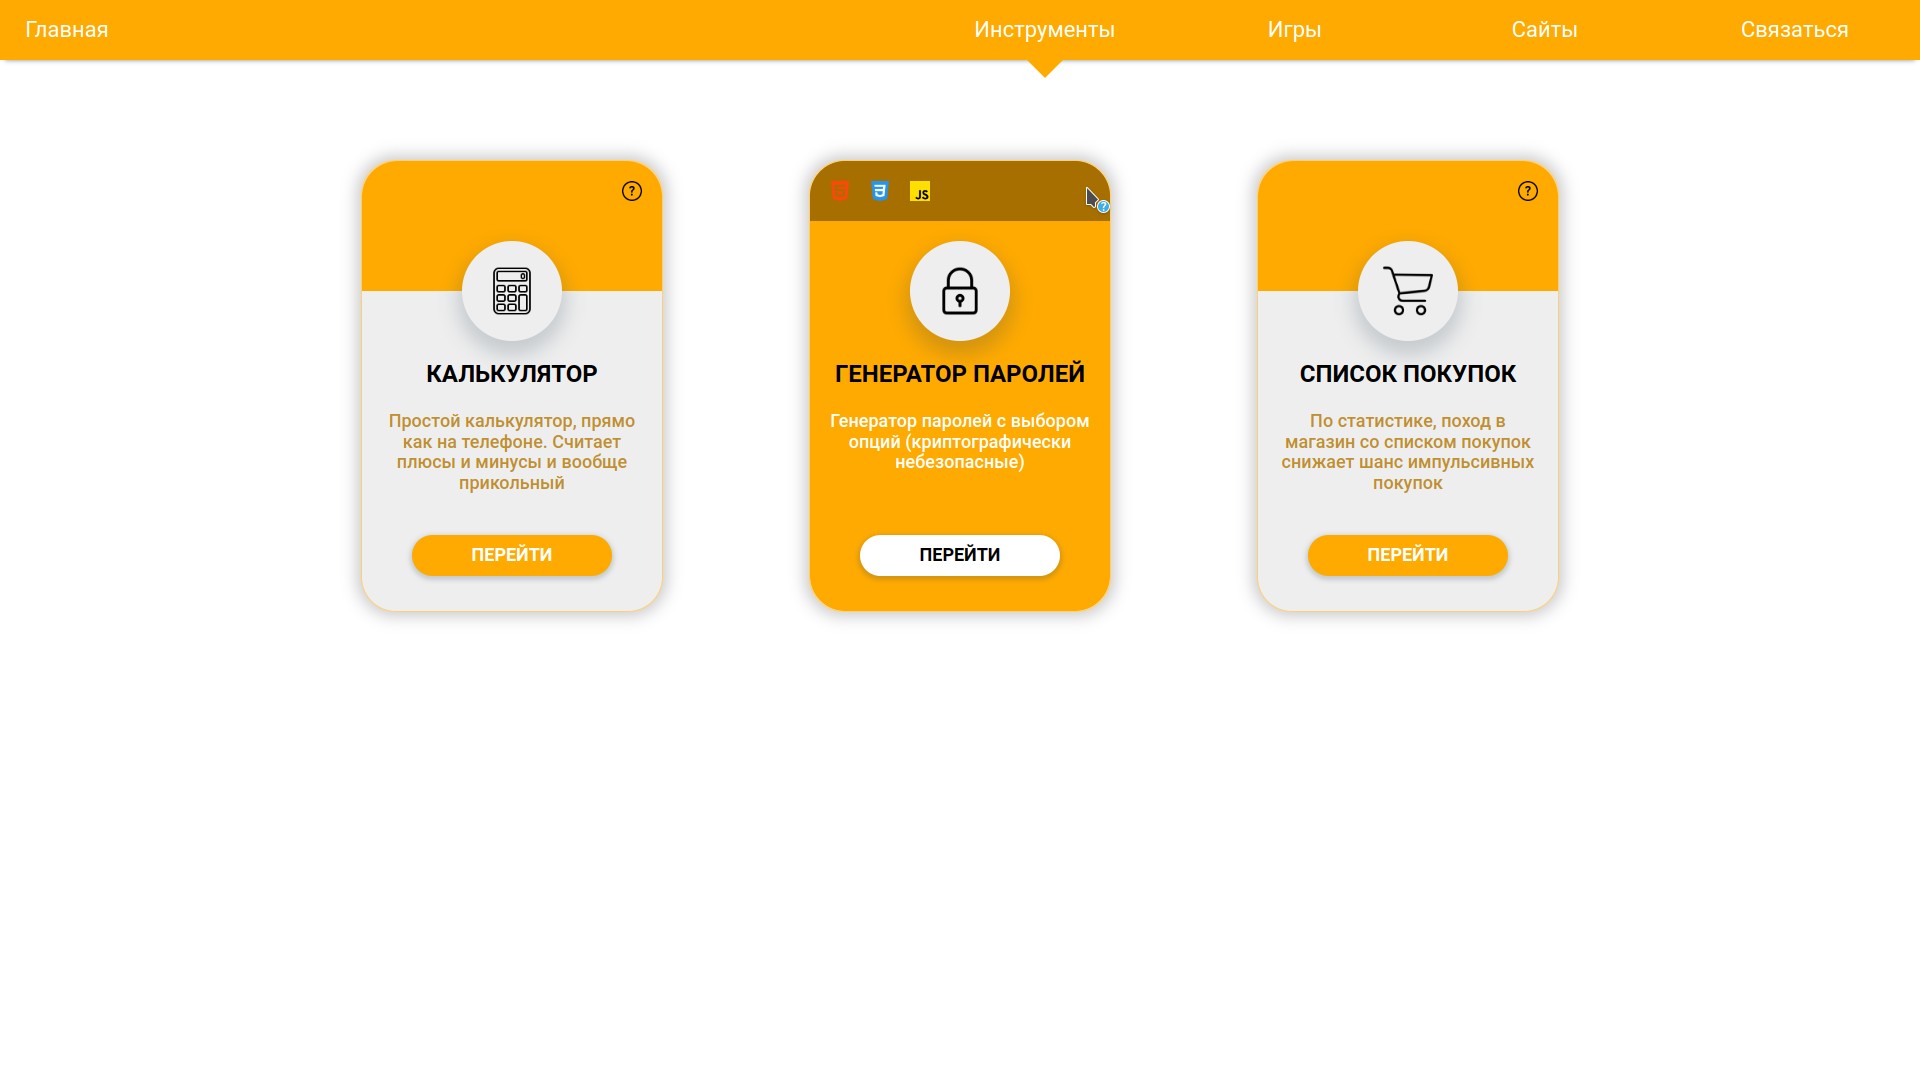 Главная
Инструменты
Игры
Сайты
Связаться
?
КАЛЬКУЛЯТОР
Простой калькулятор, прямо
как на телефоне. Считает
плюсы и минусы и вообще
прикольный
ПЕРЕЙТИ
JS
?
ГЕНЕРАТОР ПАРОЛЕЙ
Генератор паролей с выбором
опций (криптографически
небезопасные)
ПЕРЕЙТИ
?
СПИСОК ПОКУПОК
По статистике, поход в
магазин со списком покупок
снижает шанс импульсивных
покупок
ПЕРЕЙТИ